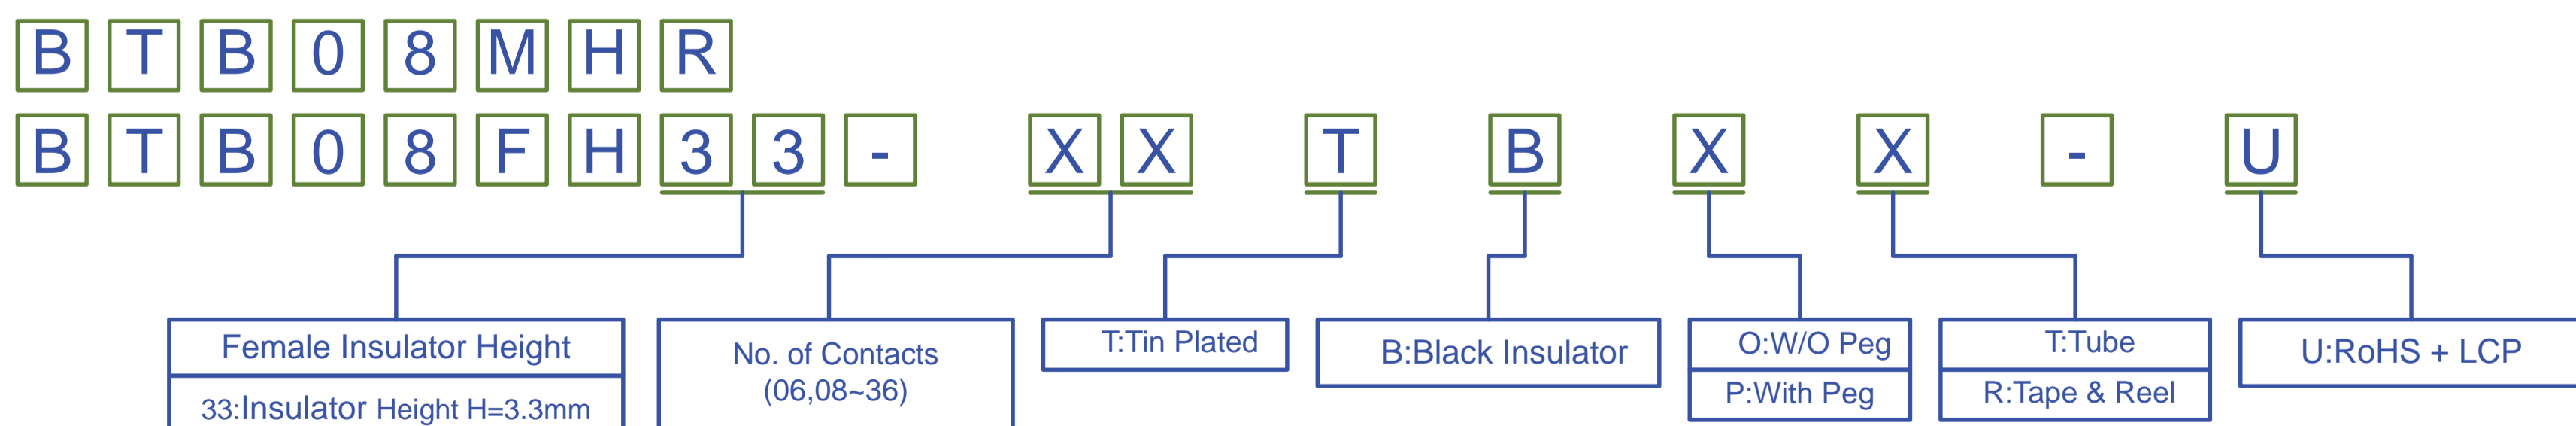 BTB08MHR
BTB08FH33- XX T B X X - U
Female Insulator Height
33:Insulator Height H=3.3mm
No. of Contacts
(06,08~36)
T:Tin Plated
B:Black Insulator
O:W/O Peg
P:With Peg
T:Tube
R:Tape & Reel
U:RoHS + LCP